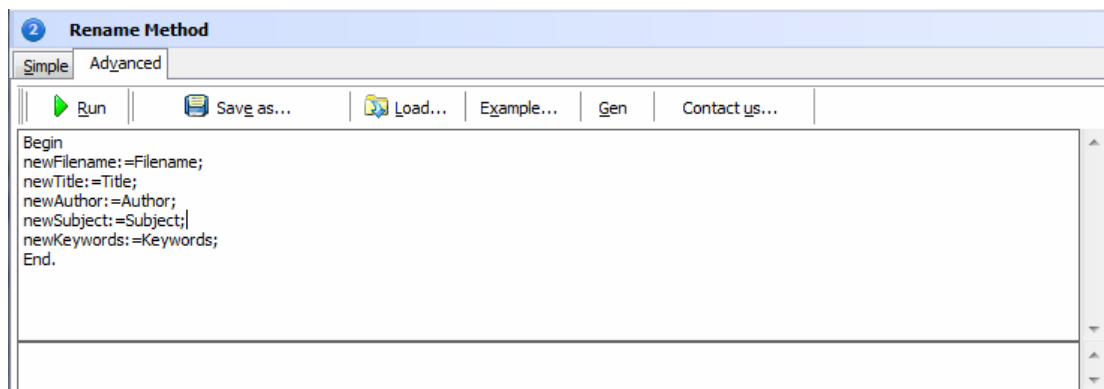 2 Rename Method
Simple Advanced
Run Save as... Load... Example... Gen Contact us...
Begin
newFilename:=Filename;
newTitle:=Title;
newAuthor:=Author;
newSubject:=Subject;
newKeywords:=Keywords;
End.